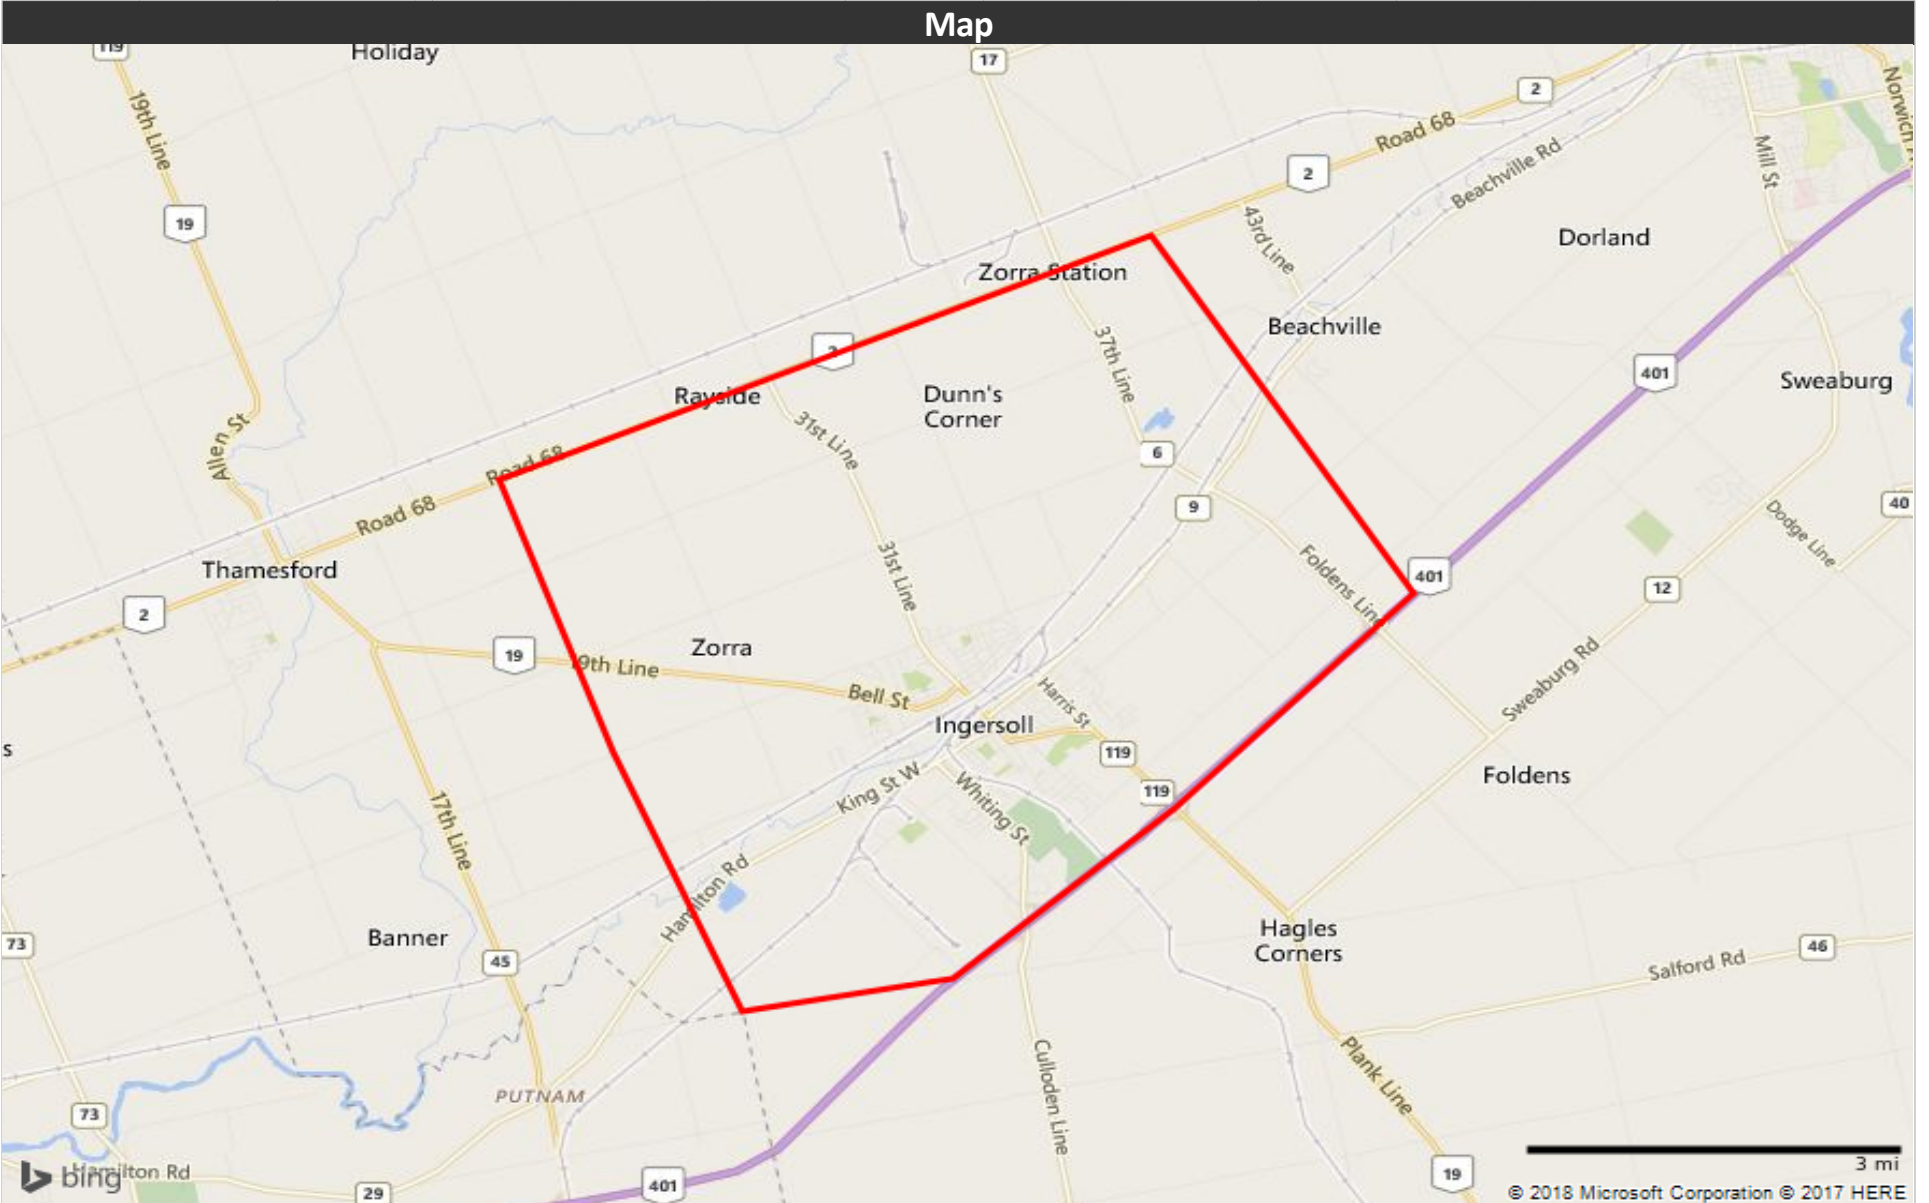 Map
119
Holiday
17
2
Norwich
19th Line
Road 68
Mill St
Beachville Rd
2
19
43rd Line
Dorland
Zorra Station
Beachville
37th Line
2
401
Sweaburg
Rayside
Dunn's
Corner
Allen St
31st Line
6
Road 68
9
40
Road 68
Dodge Line
31st Line
Foldens Line
Thamesford
401
12
2
Zorra
19
19th Line
Bell St
Harris St
Sweaburg Rd
Ingersoll
s
119
Foldens
King St W
119
Whiting St
17th Line
Hamilton Rd
Banner
Hagles
Corners
73
45
46
Salford Rd
PUTNAM
Culloden Line
Plank Line
73
3 mi
bing
Hamilton Rd
19
401
29
© 2018 Microsoft Corporation © 2017 HERE